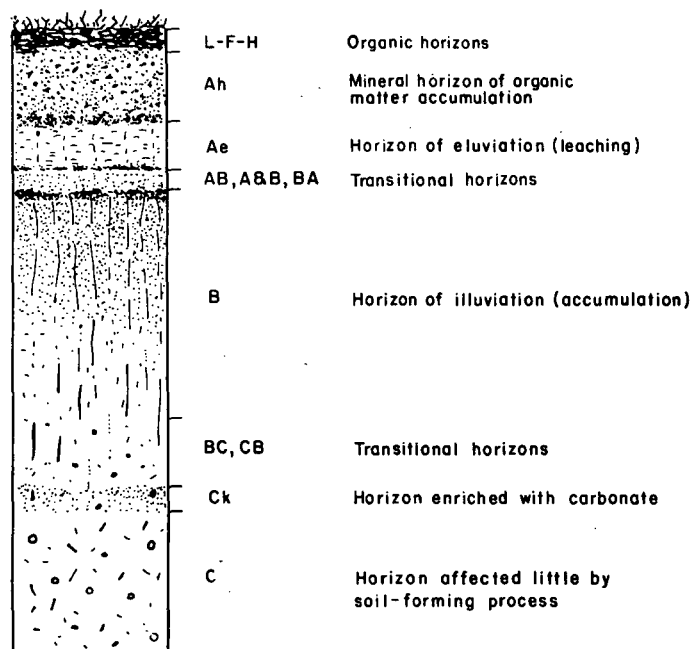 L-F-H Organic horizons
Ah Mineral horizon of organic
matter accumulation
Ae Horizon of eluviation (leaching)
AB, A&B, BA Transitional horizons
B Horizon of illuviation (accumulation)
BC, CB Transitional horizons
Ck Horizon enriched with carbonate
C Horizon affected little by
soil-forming process